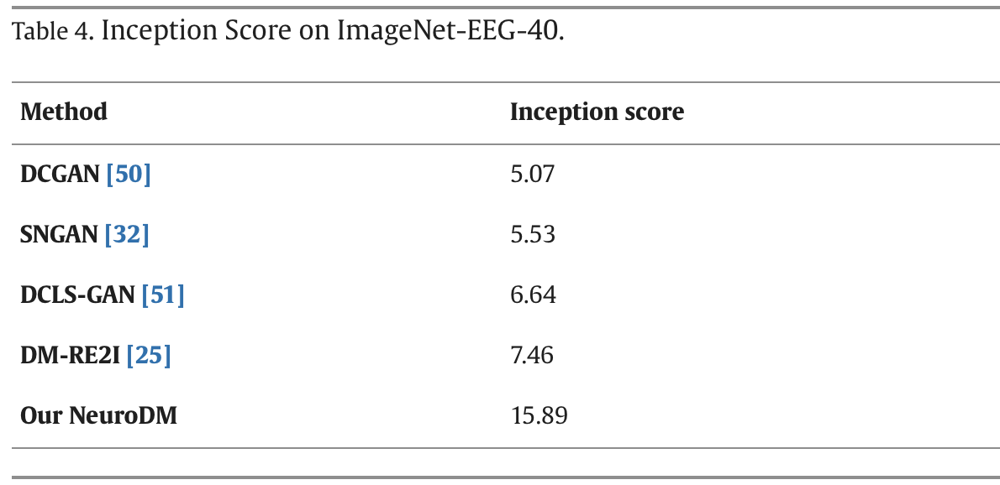 Table 4. Inception Score on ImageNet-EEG-40.
Method Inception score
DCGAN [50] 5.07
SNGAN [32] 5.53
DCLS-GAN [51] 6.64
DM-RE2I [25] 7.46
Our NeuroDM 15.89